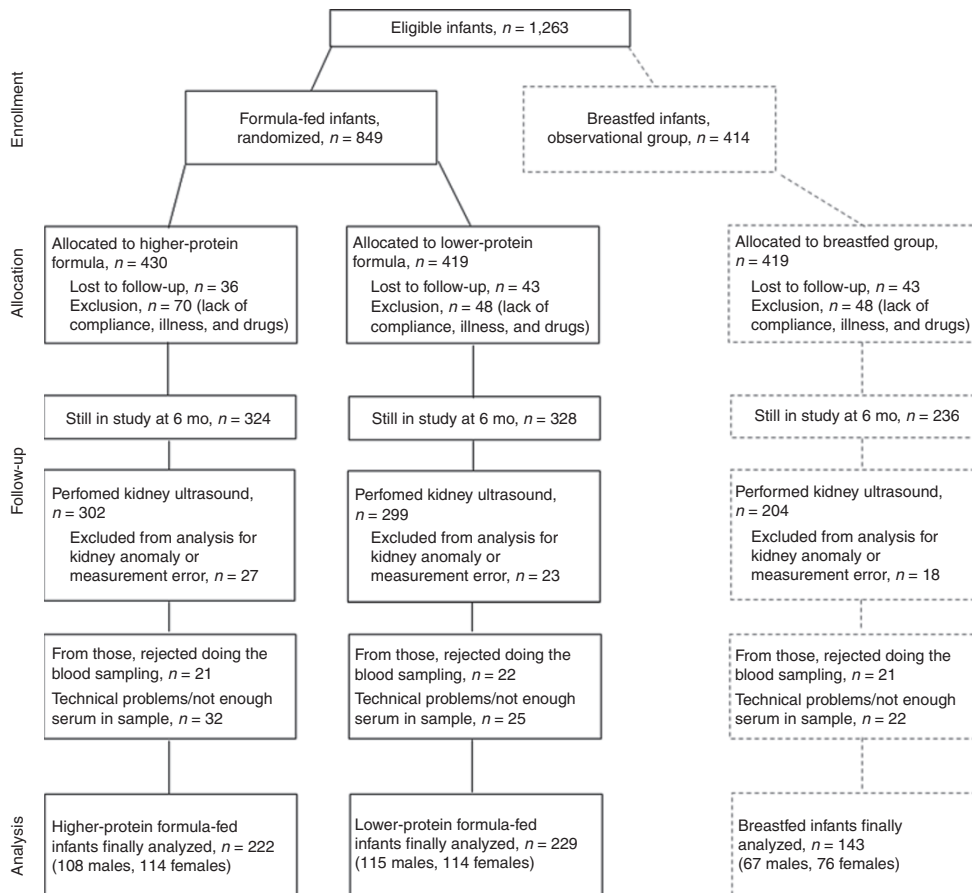 Eligible infants, n = 1,263
Enrollment
Formula-fed infants,
randomized, n = 849
Breastfed infants,
observational group, n = 414
Allocation
Allocated to higher-protein
formula, n = 430
Lost to follow-up, n = 36
Exclusion, n = 70 (lack of
compliance, illness, and drugs)
Allocated to lower-protein
formula, n = 419
Lost to follow-up, n = 43
Exclusion, n = 48 (lack of
compliance, illness, and drugs)
Allocated to breastfed group,
n = 419
Lost to follow-up, n = 43
Exclusion, n = 48 (lack of
compliance, illness, and drugs)
Follow-up
Still in study at 6 mo, n = 324
Still in study at 6 mo, n = 328
Still in study at 6 mo, n = 236
Perfomed kidney ultrasound,
n = 302
Excluded from analysis for
kidney anomaly or
measurement error, n = 27
Perfomed kidney ultrasound,
n = 299
Excluded from analysis for
kidney anomaly or
measurement error, n = 23
Performed kidney ultrasound,
n = 204
Excluded from analysis for
kidney anomaly or
measurement error, n = 18
From those, rejected doing the
blood sampling, n = 21
Technical problems/not enough
serum in sample, n = 32
From those, rejected doing the
blood sampling, n = 22
Technical problems/not enough
serum in sample, n = 25
From those, rejected doing the
blood sampling, n = 21
Technical problems/not enough
serum in sample, n = 22
Analysis
Higher-protein formula-fed
infants finally analyzed, n = 222
(108 males, 114 females)
Lower-protein formula-fed
infants finally analyzed, n = 229
(115 males, 114 females)
Breastfed infants finally
analyzed, n = 143
(67 males, 76 females)